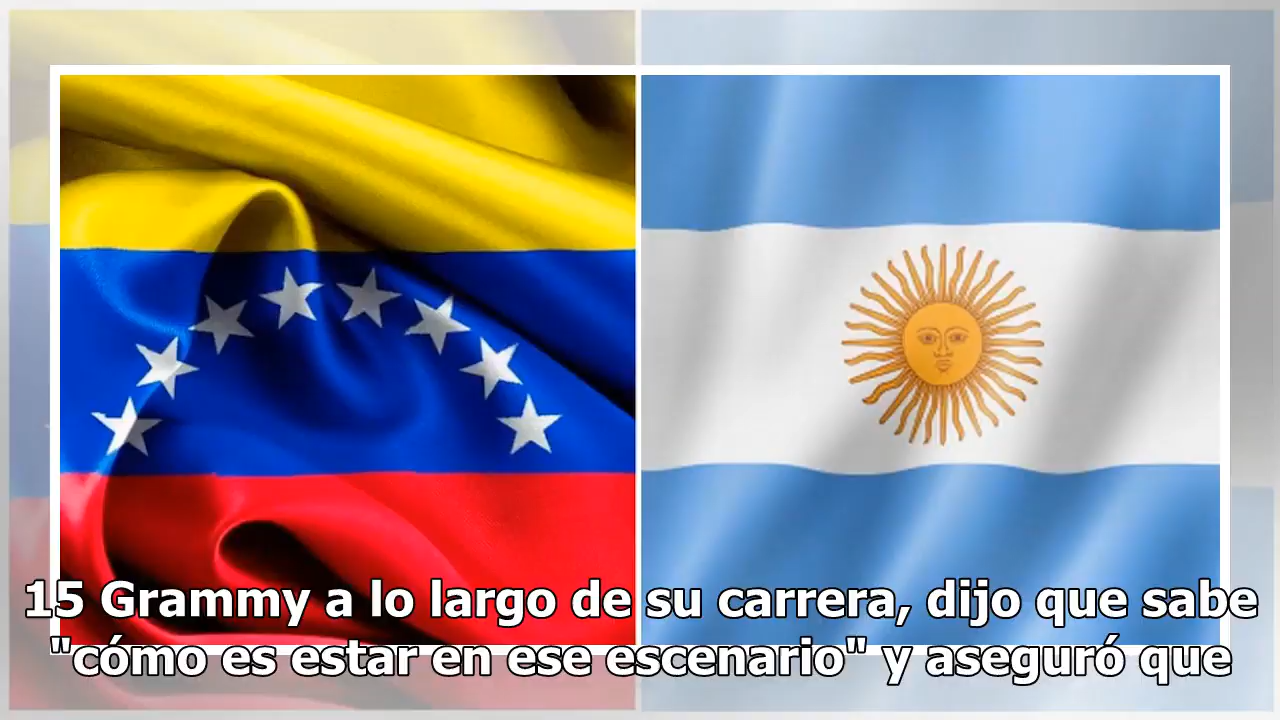 15 Grammy a lo largo de su carrera, dijo que sabe
"cómo es estar en ese escenario" y aseguró que